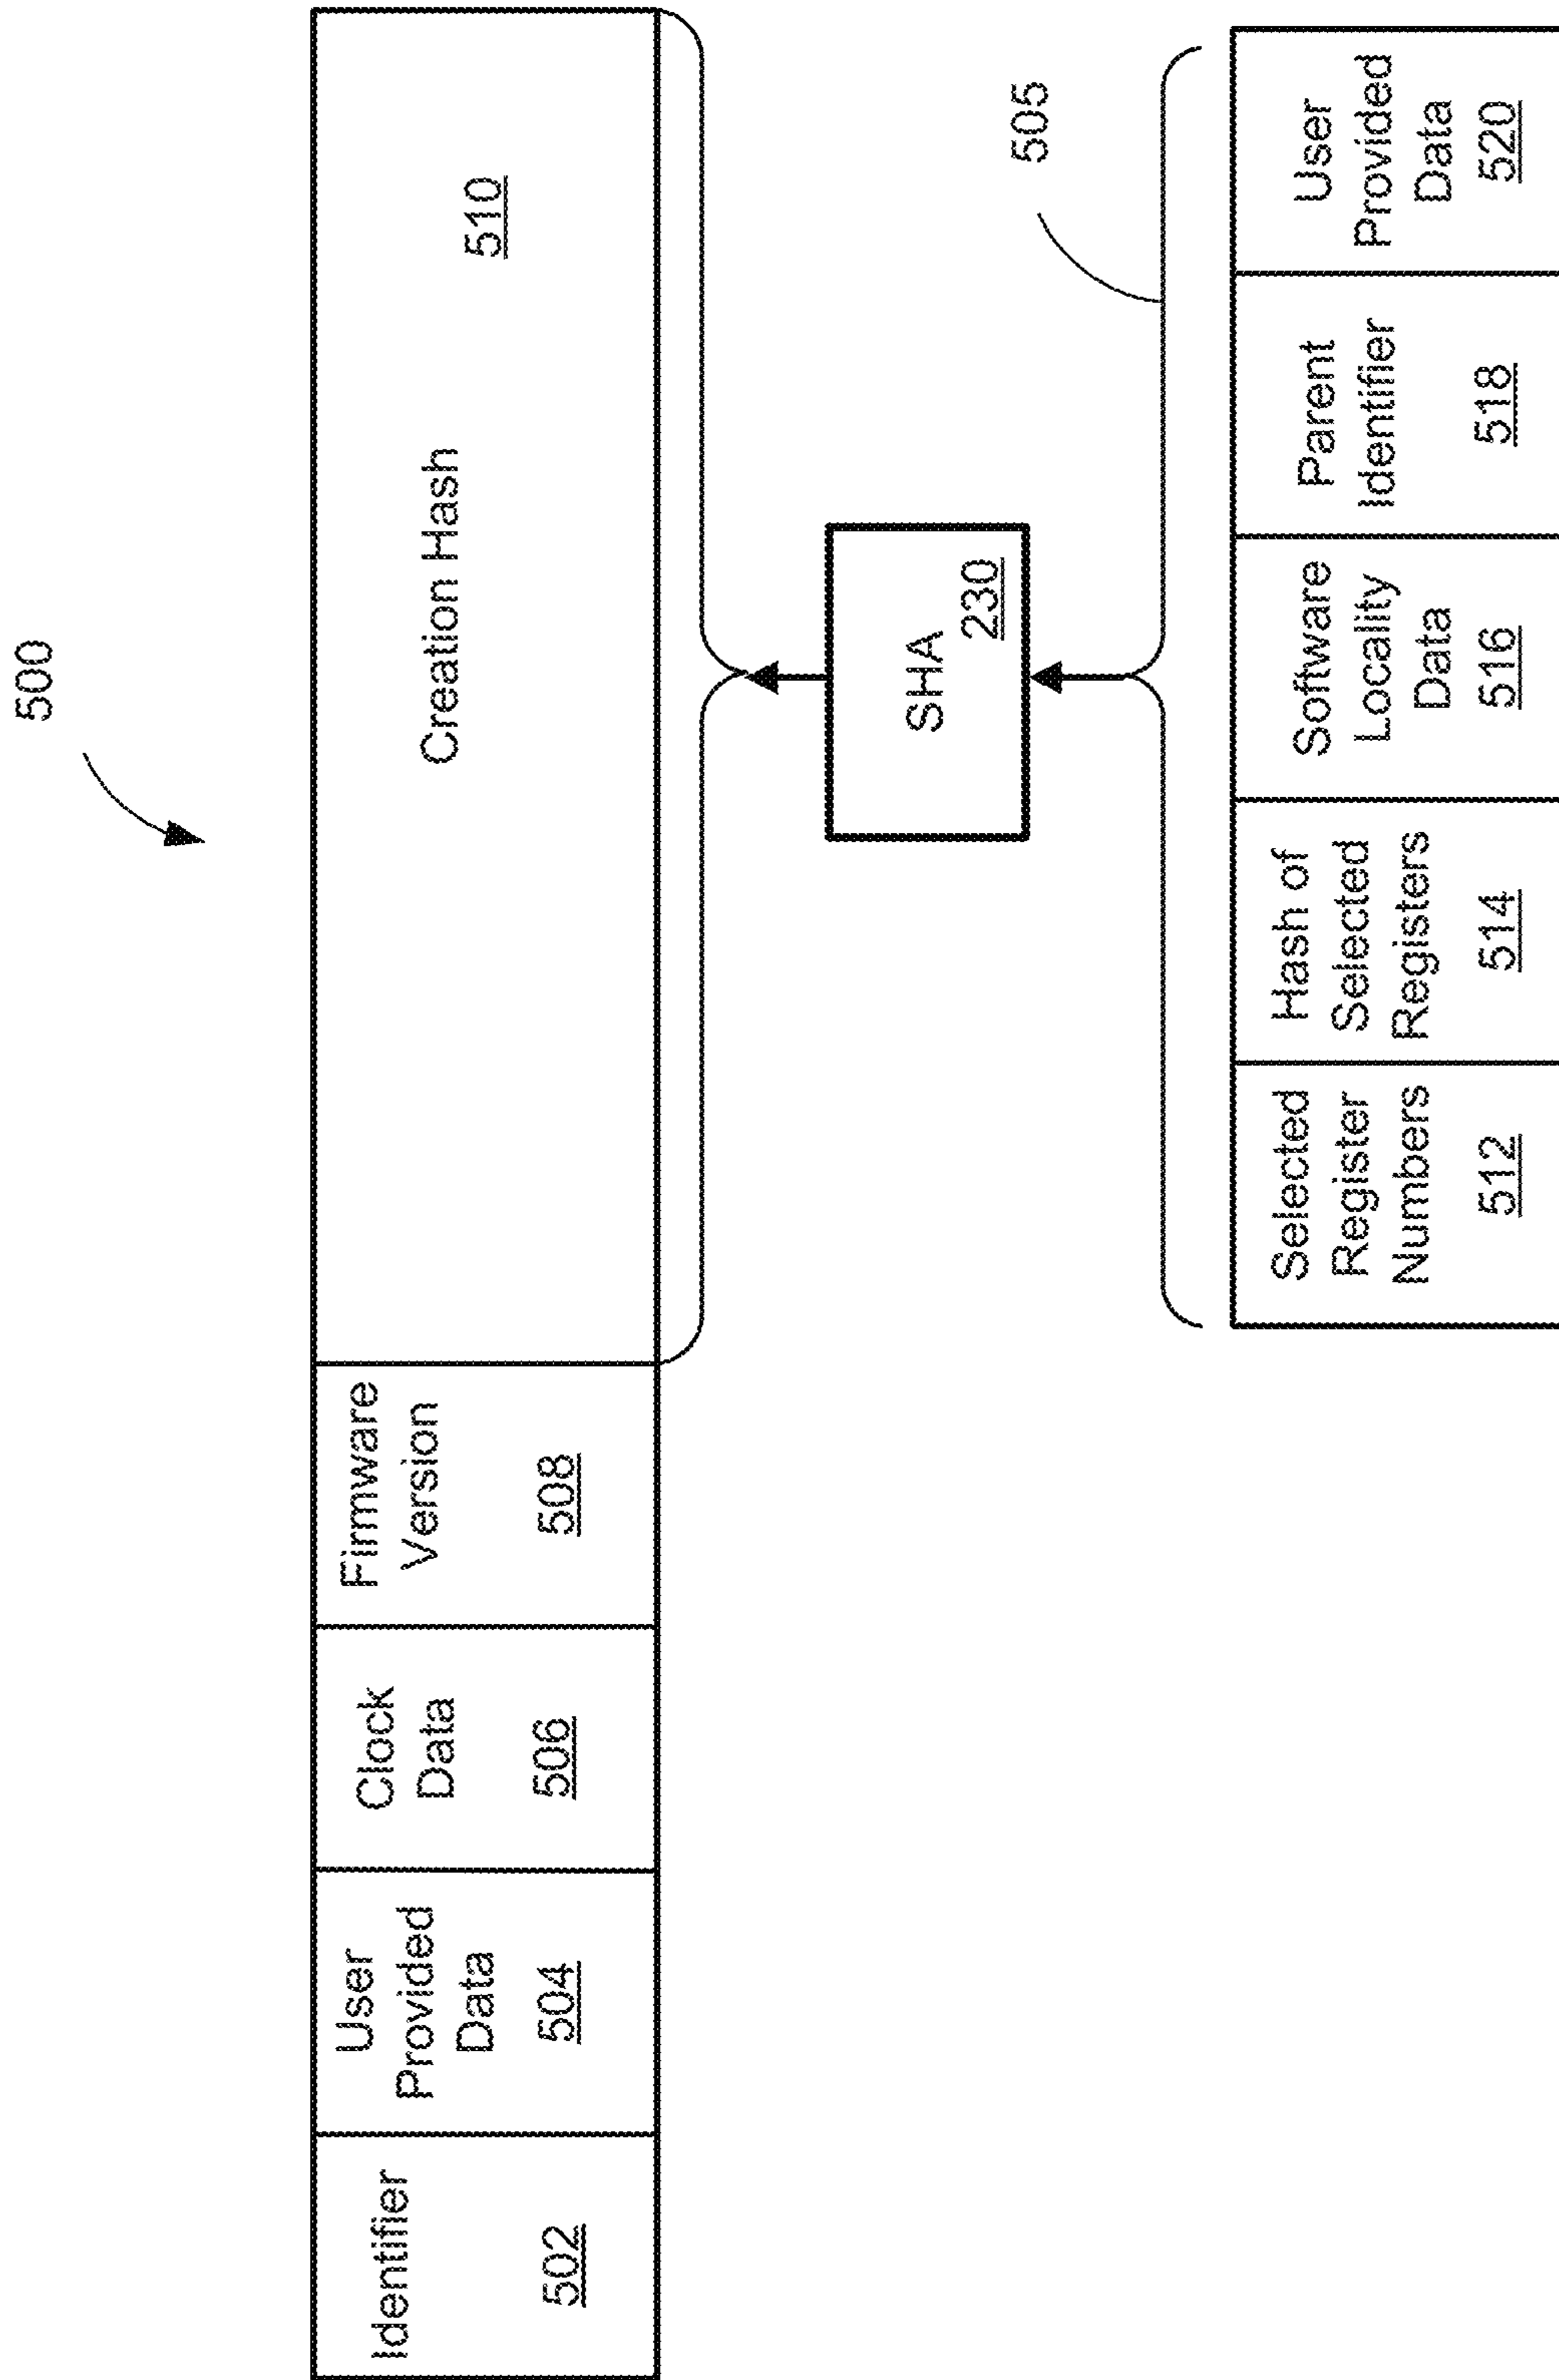 500
Identifier
502
User
Provided
Data
504
Clock
Data
506
Firmware
Version
508
Creation Hash
510
SHA
230
505
Selected
Register
Numbers
512
Hash of
Selected
Registers
514
Software
Locality
Data
516
Parent
Identifier
518
User
Provided
Data
520